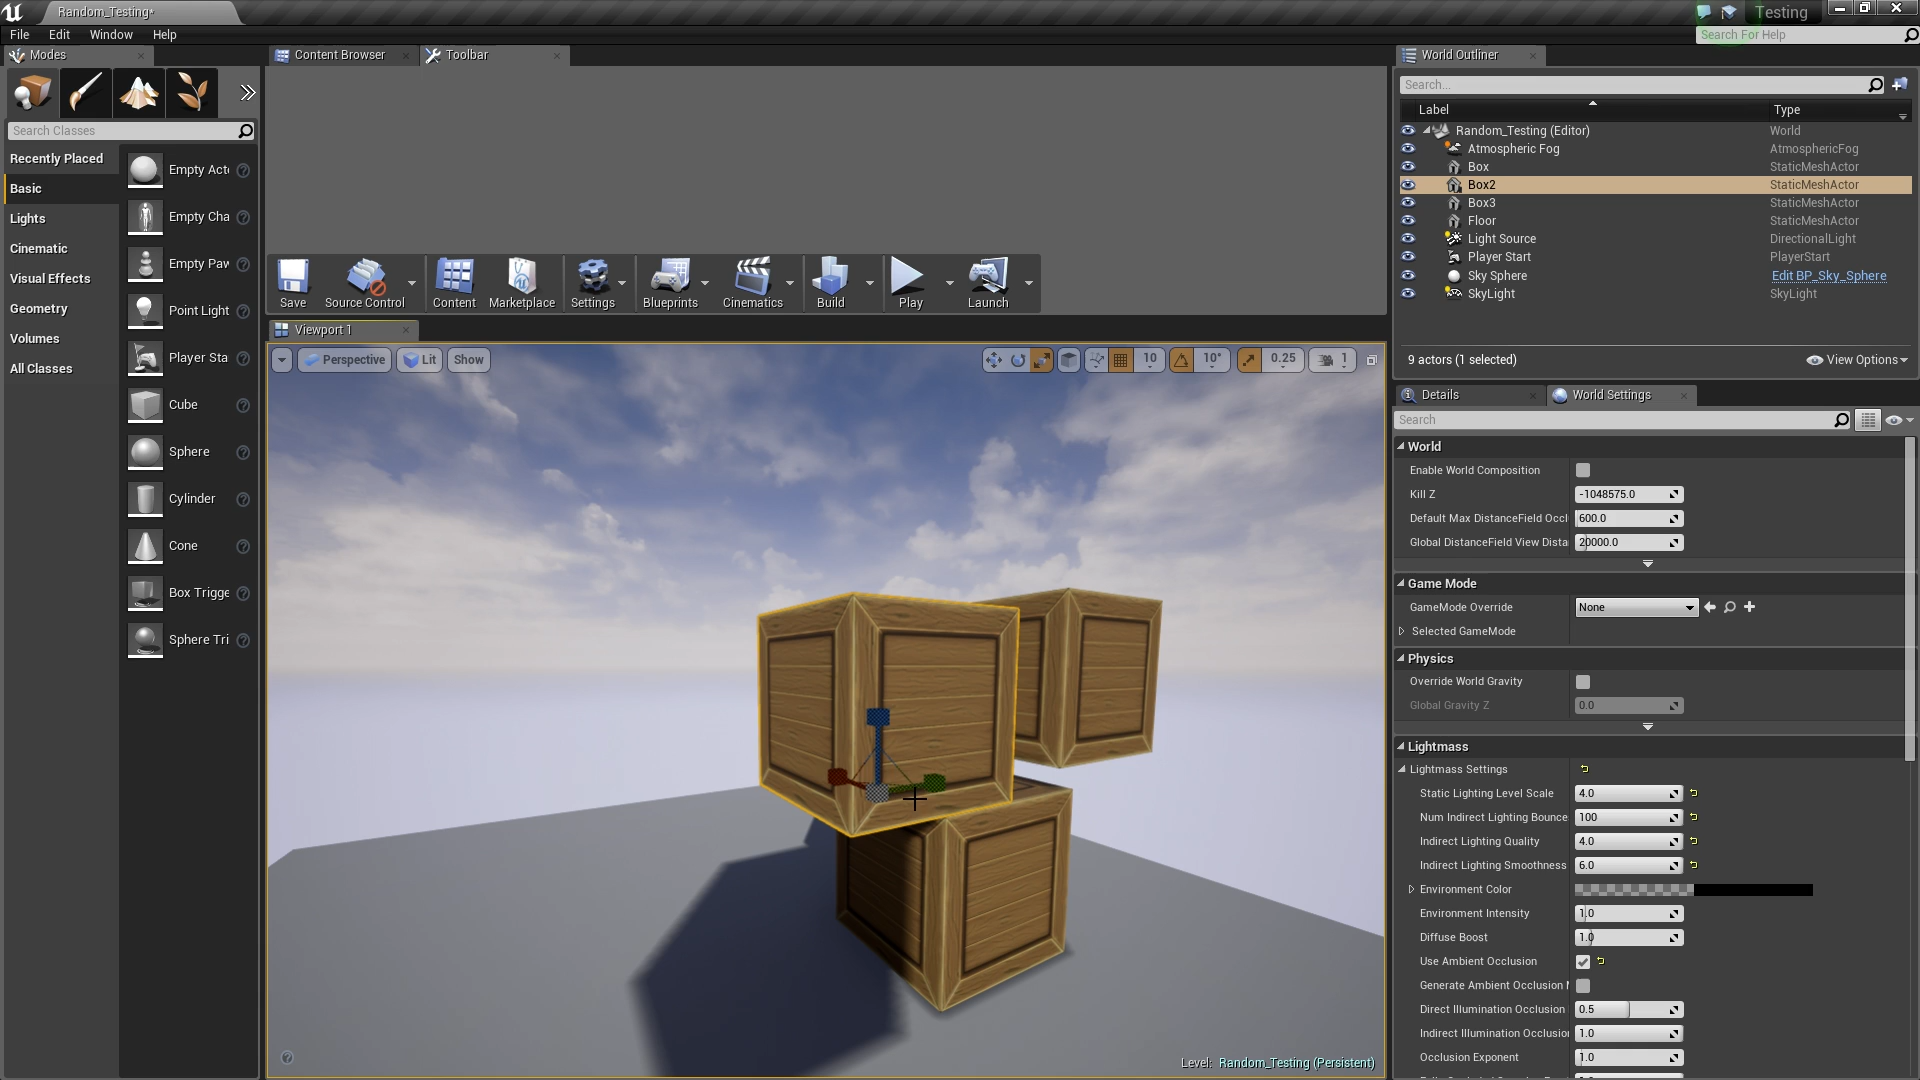 Random_Testing*
Testing
File Edit Window Help
Search For Help
Modes
Content Browser
Toolbar
World Outliner
Search Classes
Recently Placed
Basic
Lights
Cinematic
Visual Effects
Geometry
Volumes
All Classes
Empty Act
Empty Cha
Empty Paw
Point Light
Player Sta
Cube
Sphere
Cylinder
Cone
Box Trigge
Sphere Tri
Save
Source Control
Content
Marketplace
Settings
Blueprints
Cinematics
Build
Play
Launch
Viewport 1
Perspective
Lit
Show
10
10°
0.25
1
Level: Random_Testing (Persistent)
Search...
Label Type
Random_Testing (Editor) World
Atmospheric Fog AtmosphericFog
Box StaticMeshActor
Box2 StaticMeshActor
Box3 StaticMeshActor
Floor StaticMeshActor
Light Source DirectionalLight
Player Start PlayerStart
Sky Sphere Edit BP_Sky_Sphere
SkyLight SkyLight
9 actors (1 selected)
View Options
Details
World Settings
Search
World
Enable World Composition
Kill Z -1048575.0
Default Max DistanceField Occl 600.0
Global DistanceField View Dista 20000.0
Game Mode
GameMode Override None
Selected GameMode
Physics
Override World Gravity
Global Gravity Z 0.0
Lightmass
Lightmass Settings
Static Lighting Level Scale 4.0
Num Indirect Lighting Bounce 100
Indirect Lighting Quality 4.0
Indirect Lighting Smoothness 6.0
Environment Color
Environment Intensity 1.0
Diffuse Boost 1.0
Use Ambient Occlusion
Generate Ambient Occlusion
Direct Illumination Occlusion 0.5
Indirect Illumination Occlusion 1.0
Occlusion Exponent 1.0